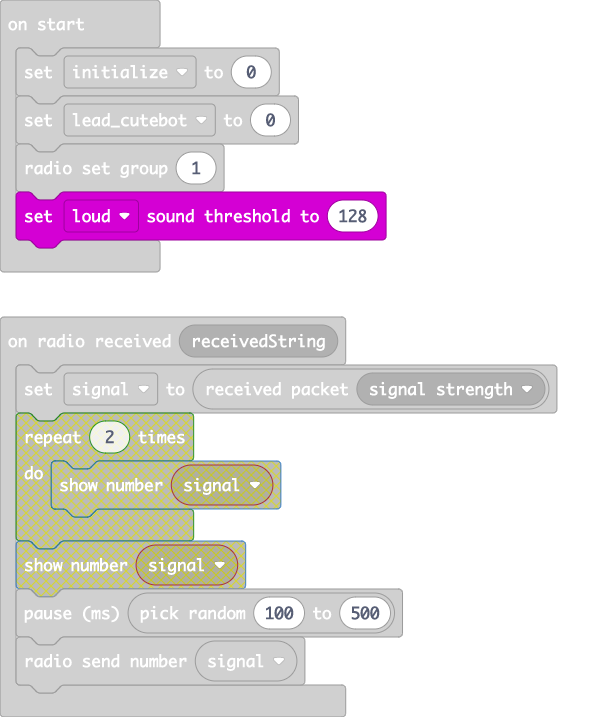 on start
set initialize to 0
set lead_cutebot to 0
radio set group 1
set loud sound threshold to 128
on radio received receivedString
set signal to received packet signal strength
repeat 2 times
do show number signal
show number signal
pause (ms) pick random 100 to 500
radio send number signal